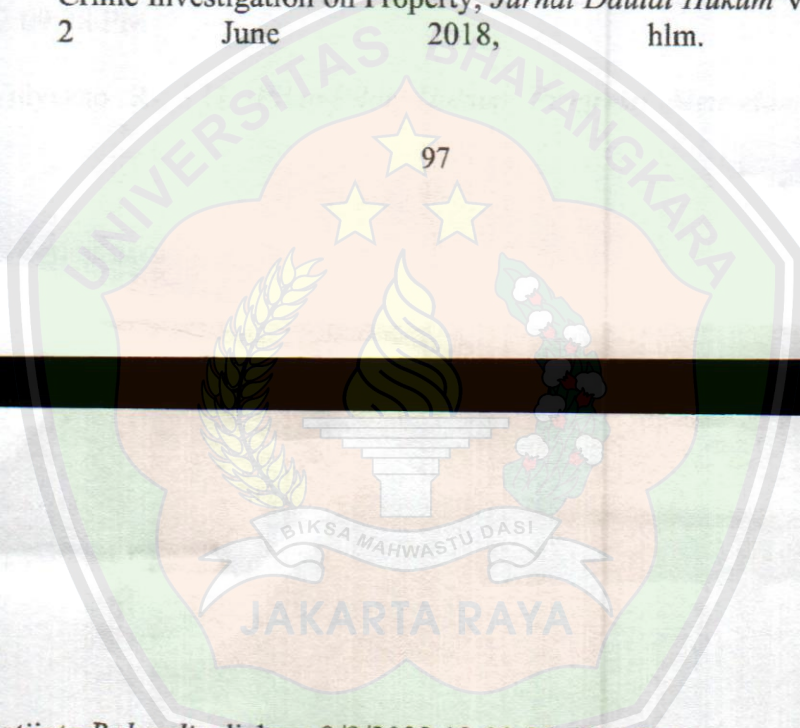 Crime Investigation on Property, Jurnal Daulat Hukum
2 June 2018, hlm.
UNIVERSITAS BHAYANGKARA
97
BIKSA MAHWASTU DASI
JAKARTA RAYA